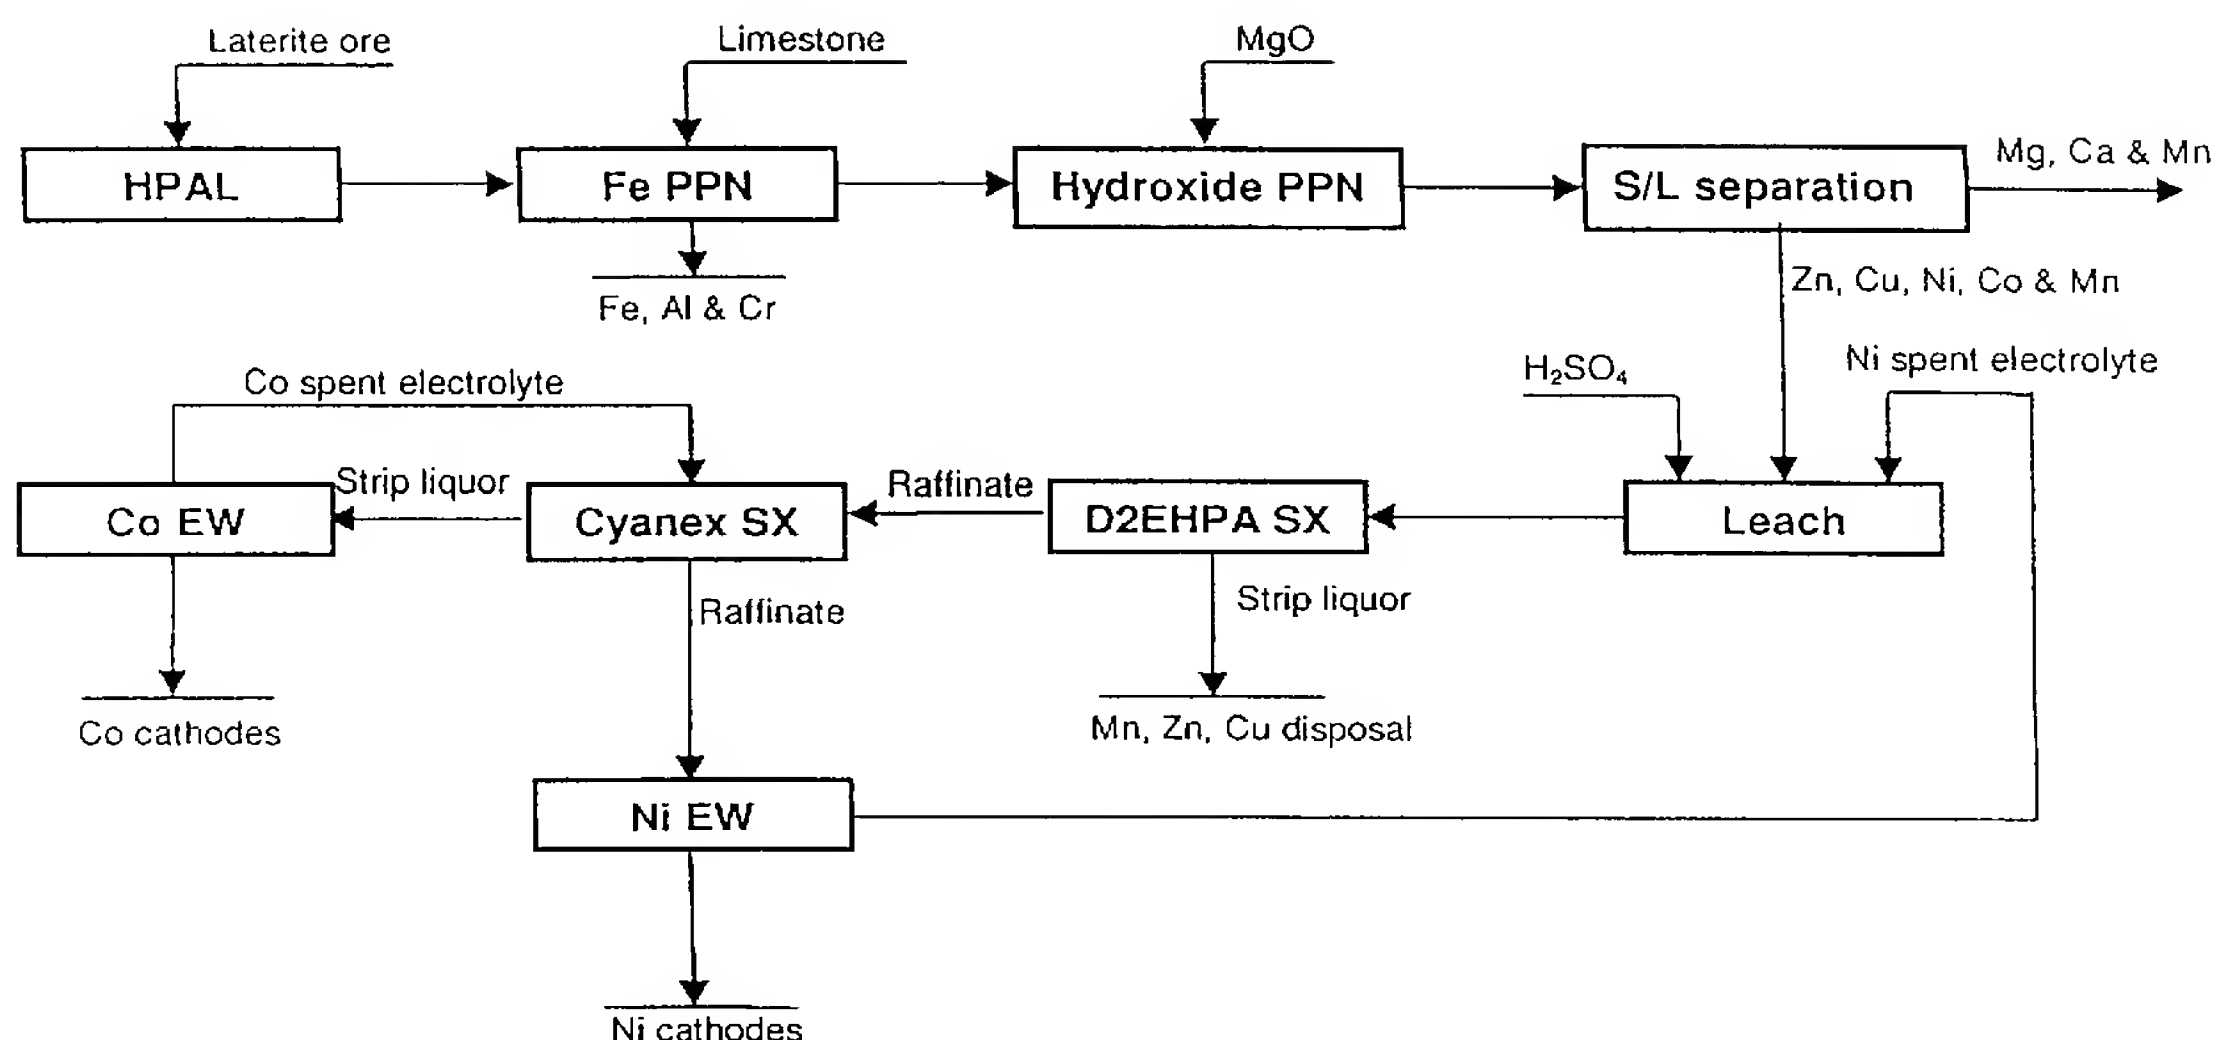 Laterite ore
Limestone
MgO
HPAL
Fe PPN
Hydroxide PPN
S/L separation
Mg, Ca & Mn
Fe, Al & Cr
Zn, Cu, Ni, Co & Mn
Co spent electrolyte
H₂SO₄
Ni spent electrolyte
Co EW
Strip liquor
Cyanex SX
Raffinate
D2EHPA SX
Leach
Raffinate
Strip liquor
Co cathodes
Mn, Zn, Cu disposal
Ni EW
Ni cathodes